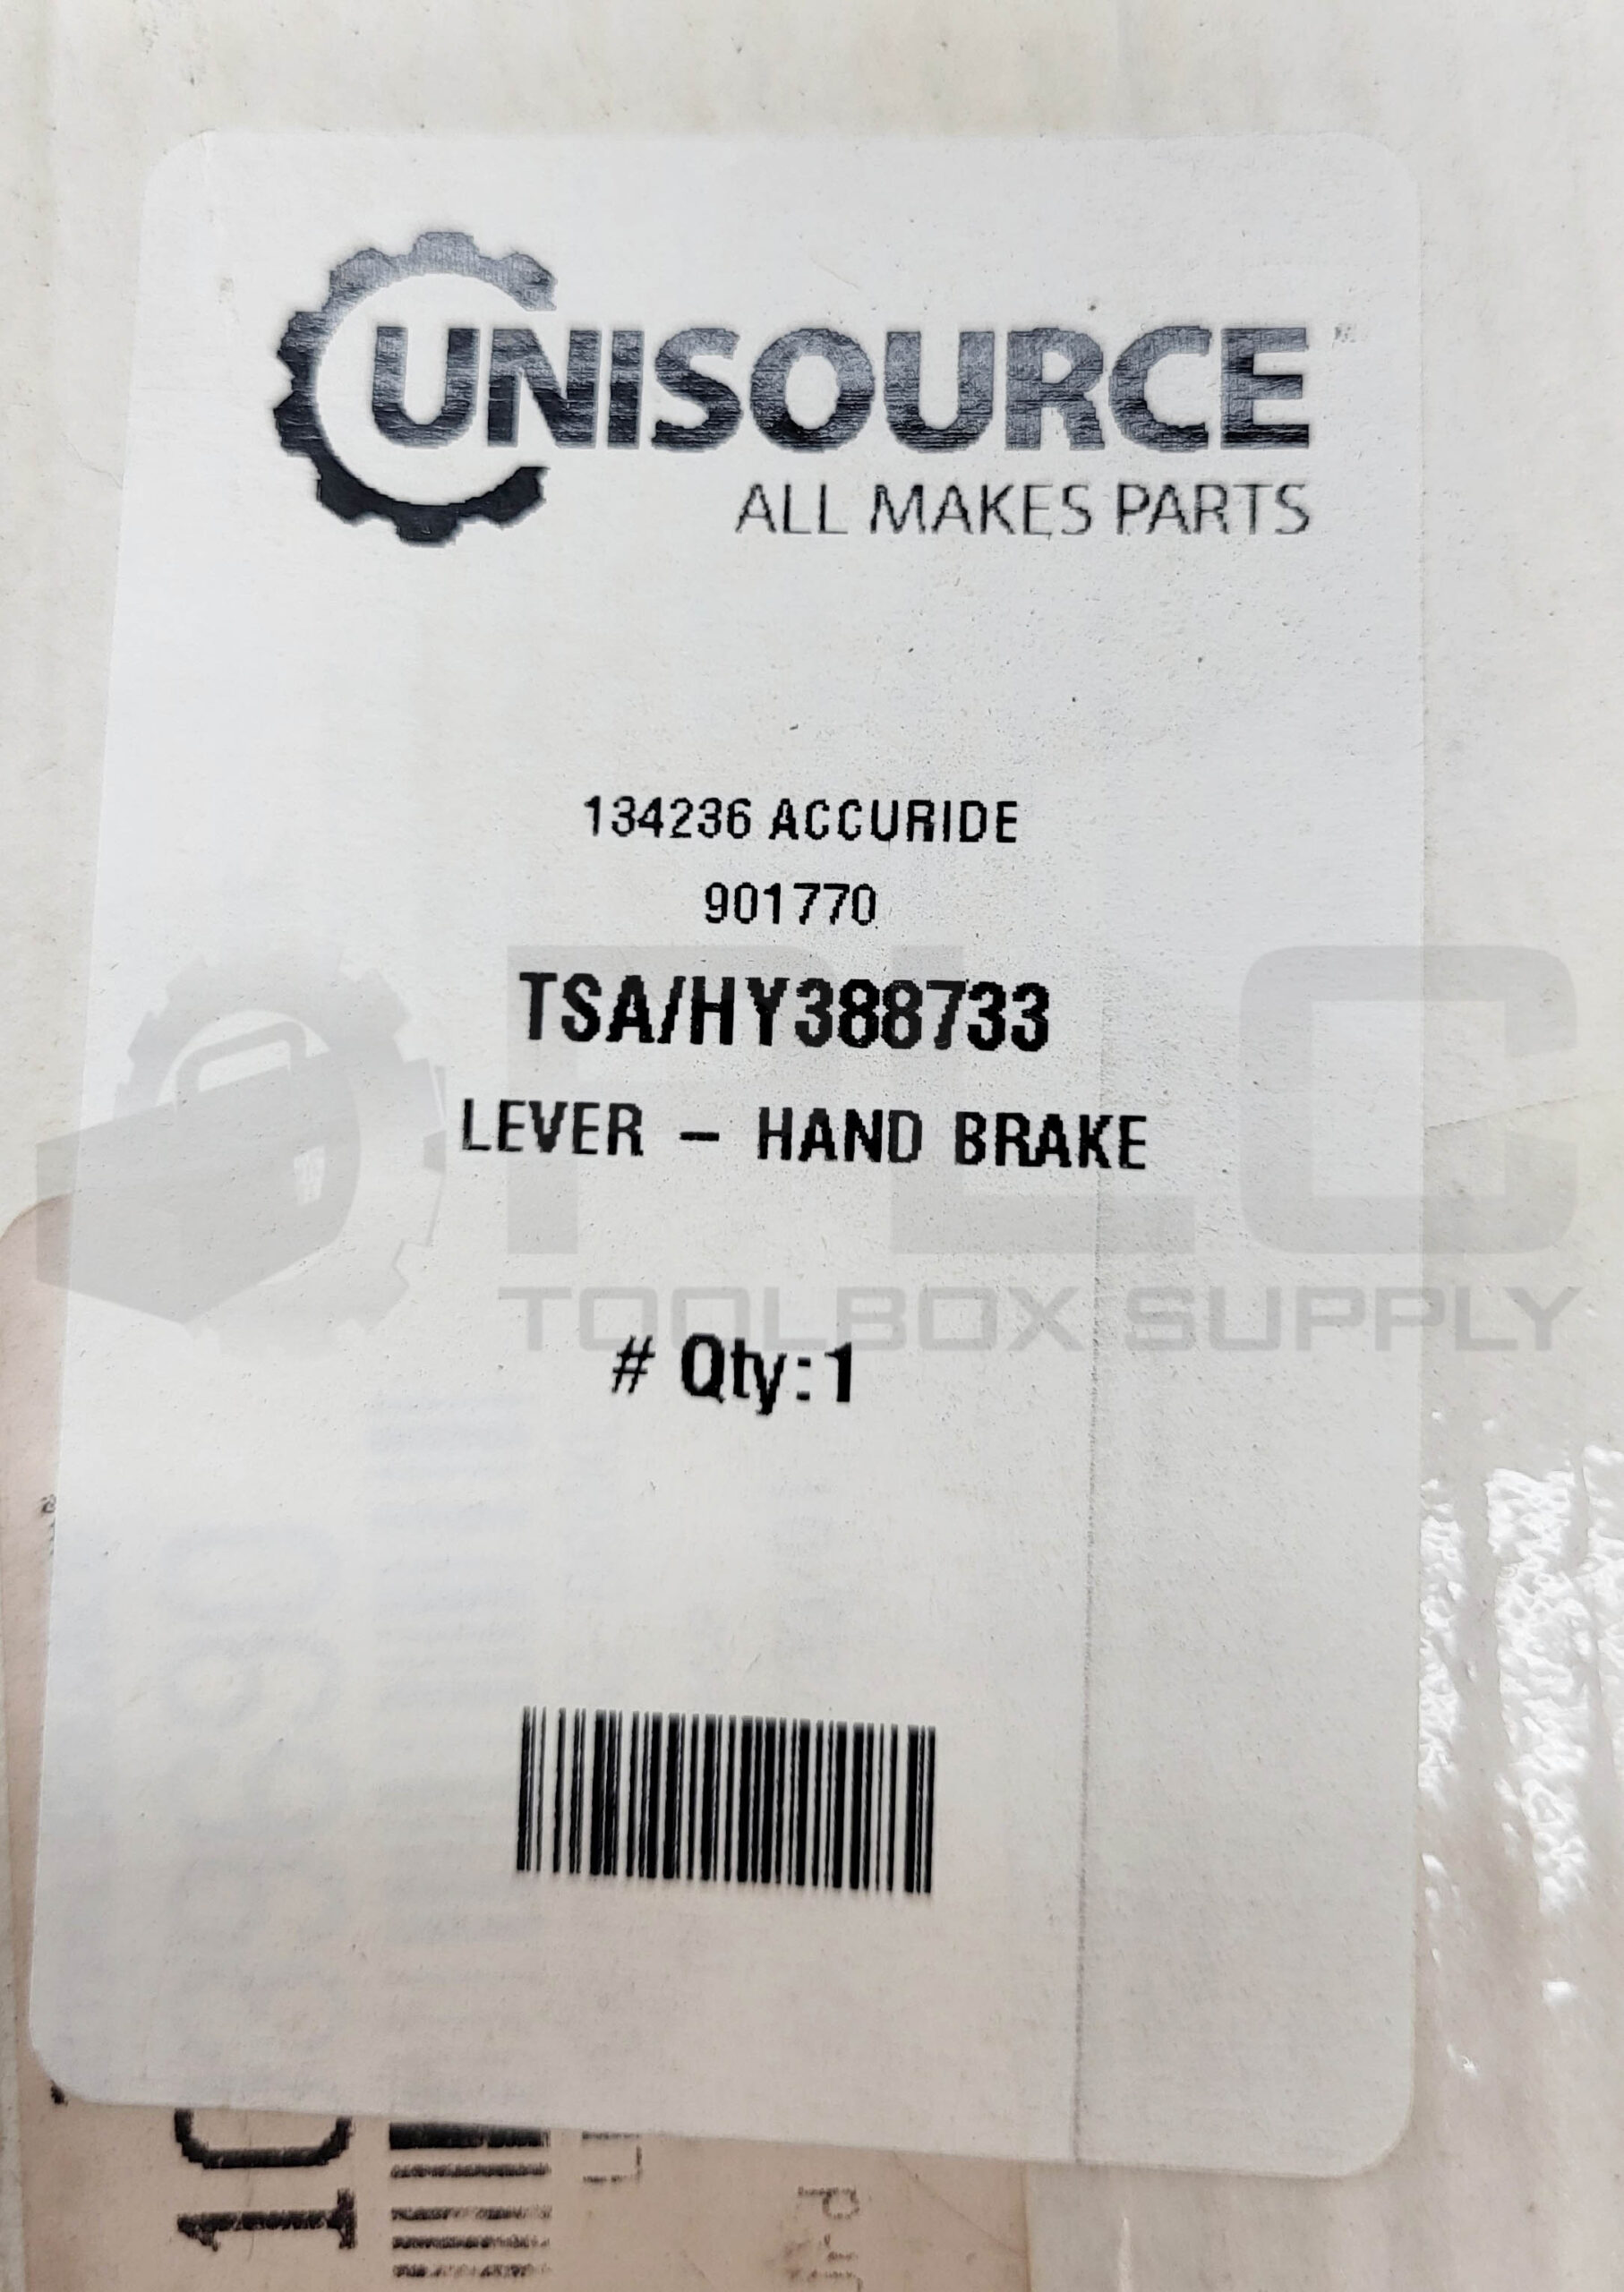 UNISOURCE
ALL MAKES PARTS
134236 ACCURIDE
901770
TSA/HY388733
LEVER - HAND BRAKE
PLC
TOOLBOX SUPPLY
# Qty:1